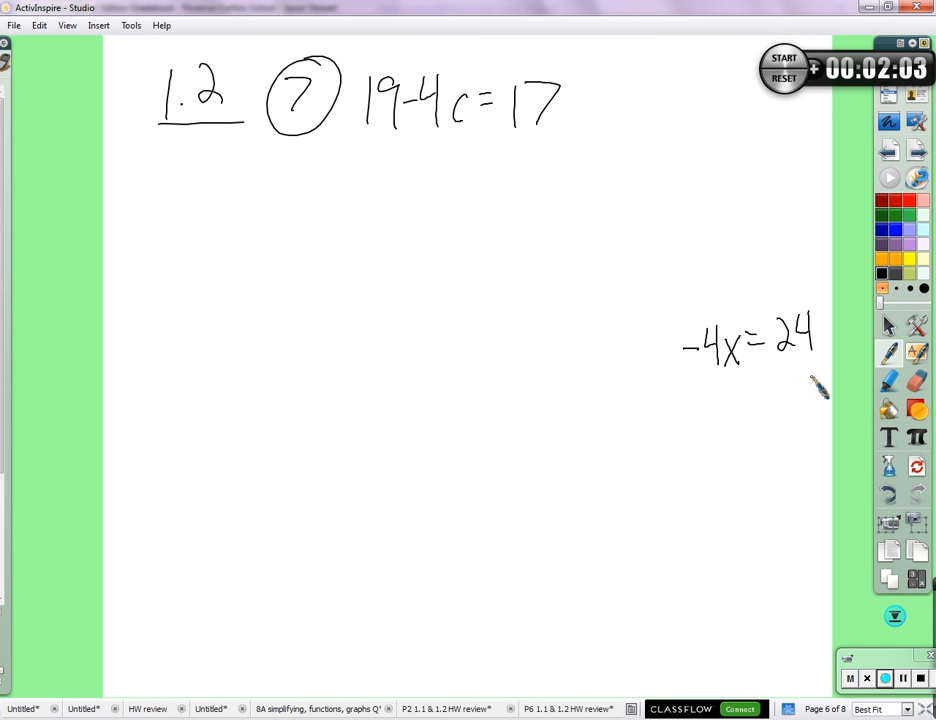 ActivInspire - Studio
File Edit View Insert Tools Help
START
RESET
+ 00:02:03
1.2 7 19-4c=17
-4x=24
Untitled* Untitled* HW review Untitled* 8A simplifying, functions, graphs Q* P2 1.1 & 1.2 HW review* P6 1.1 & 1.2 HW review* CLASSFLOW Connect Page 6 of 8 Best Fit
M